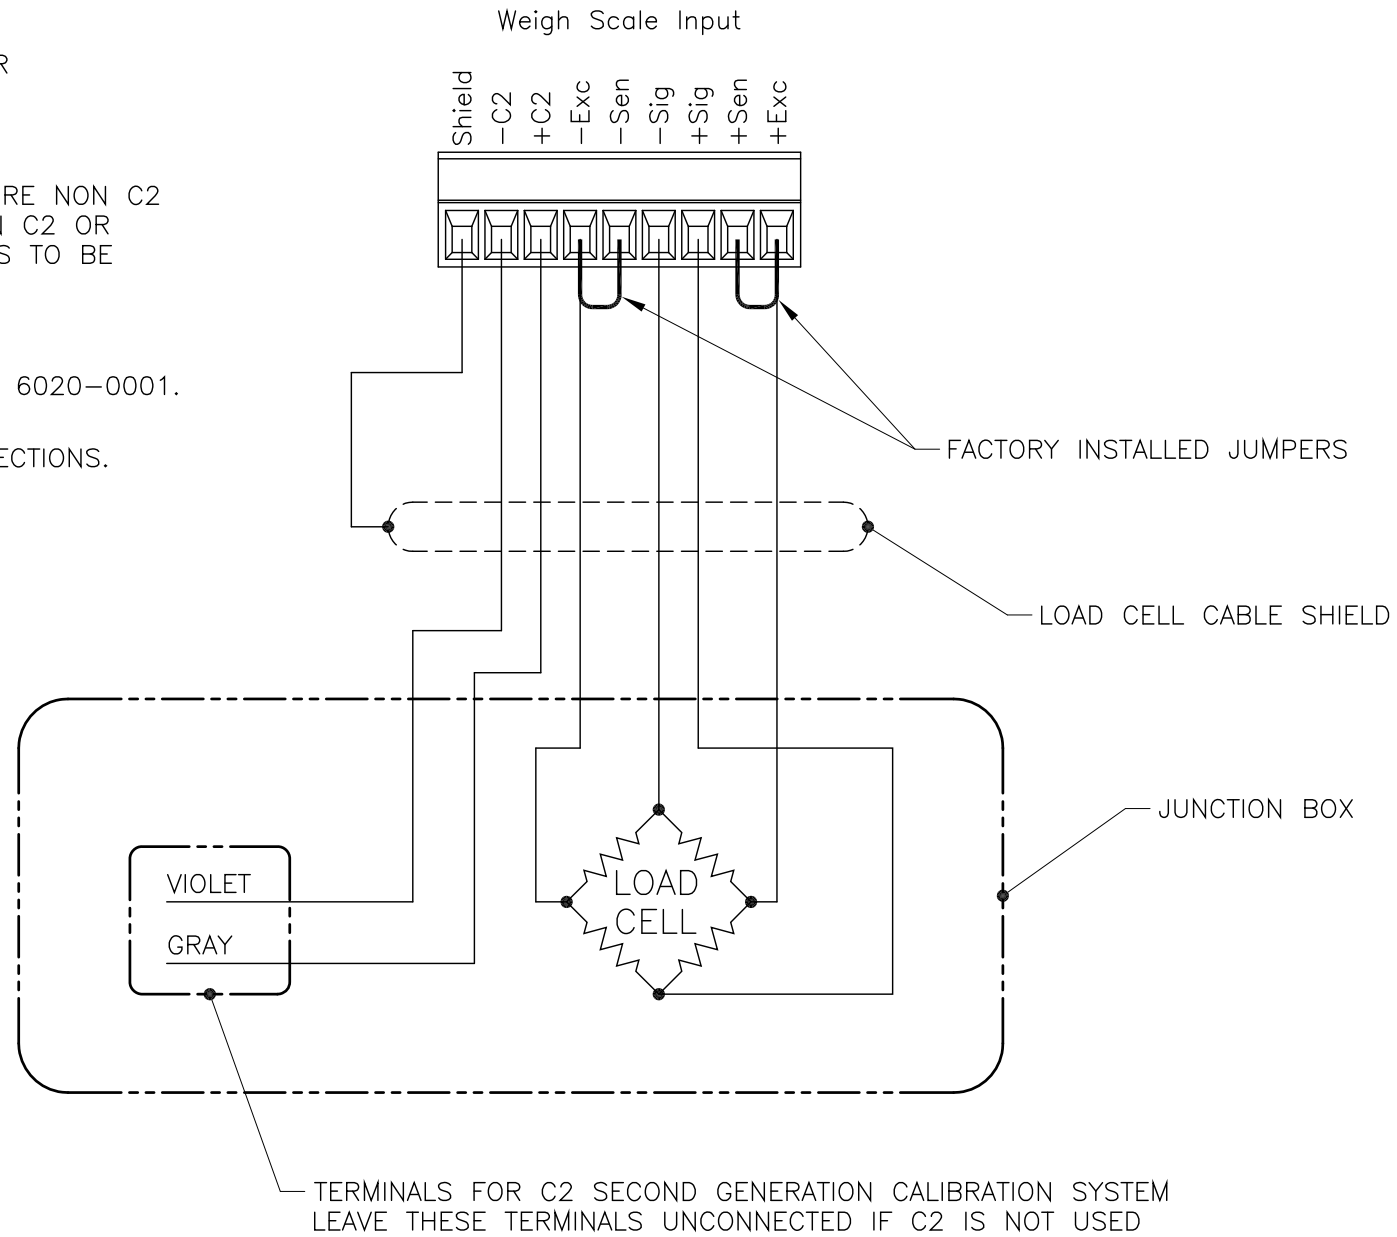 Weigh Scale Input
R
Shield
-C2
+C2
-Exc
-Sen
-Sig
+Sig
+Sen
+Exc
RE NON C2
C2 OR
S TO BE
6020-0001.
ECTIONS.
FACTORY INSTALLED JUMPERS
LOAD CELL CABLE SHIELD
JUNCTION BOX
VIOLET
GRAY
LOAD
CELL
TERMINALS FOR C2 SECOND GENERATION CALIBRATION SYSTEM
LEAVE THESE TERMINALS UNCONNECTED IF C2 IS NOT USED